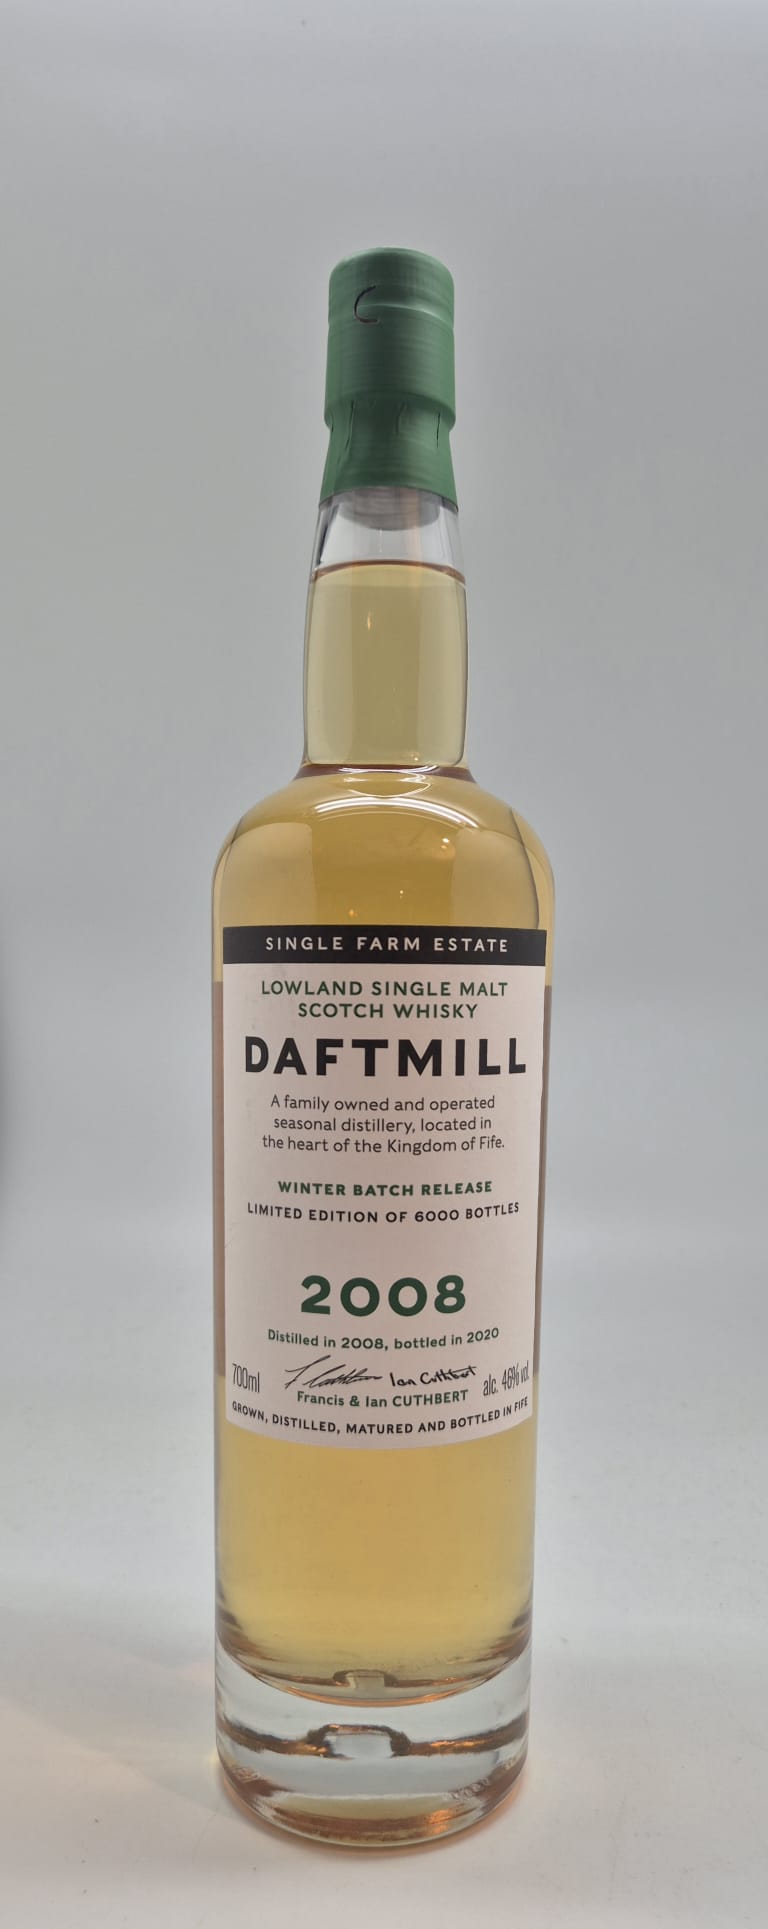 SINGLE FARM ESTATE
LOWLAND SINGLE MALT
SCOTCH WHISKY
DAFTMILL
A family owned and operated
seasonal distillery, located in
the heart of the Kingdom of Fife.
WINTER BATCH RELEASE
LIMITED EDITION OF 6000 BOTTLES
2008
Distilled in 2008, bottled in 2020
700ml
Ian Cuthbert
alc. 46% vol.
Francis & Ian CUTHBERT
GROWN, DISTILLED, MATURED AND BOTTLED IN FIFE